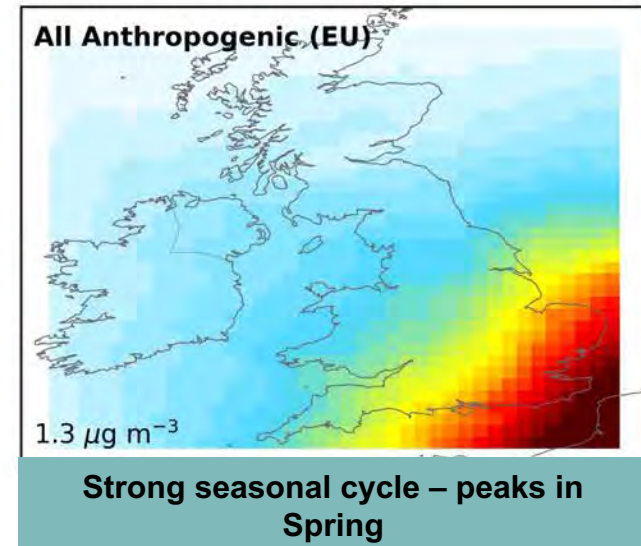 All Anthropogenic (EU)
1.3 μg m⁻³
Strong seasonal cycle – peaks in
Spring